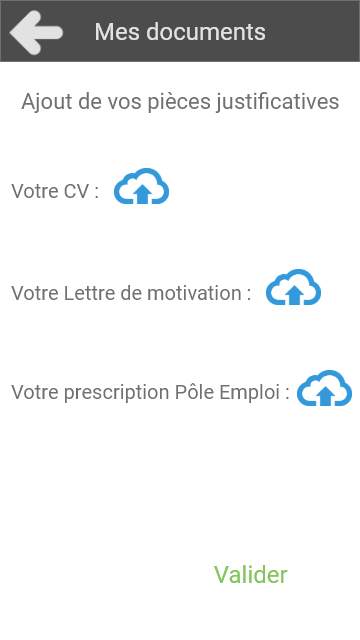 Mes documents
Ajout de vos pièces justificatives
Votre CV :
Votre Lettre de motivation :
Votre prescription Pôle Emploi :
Valider